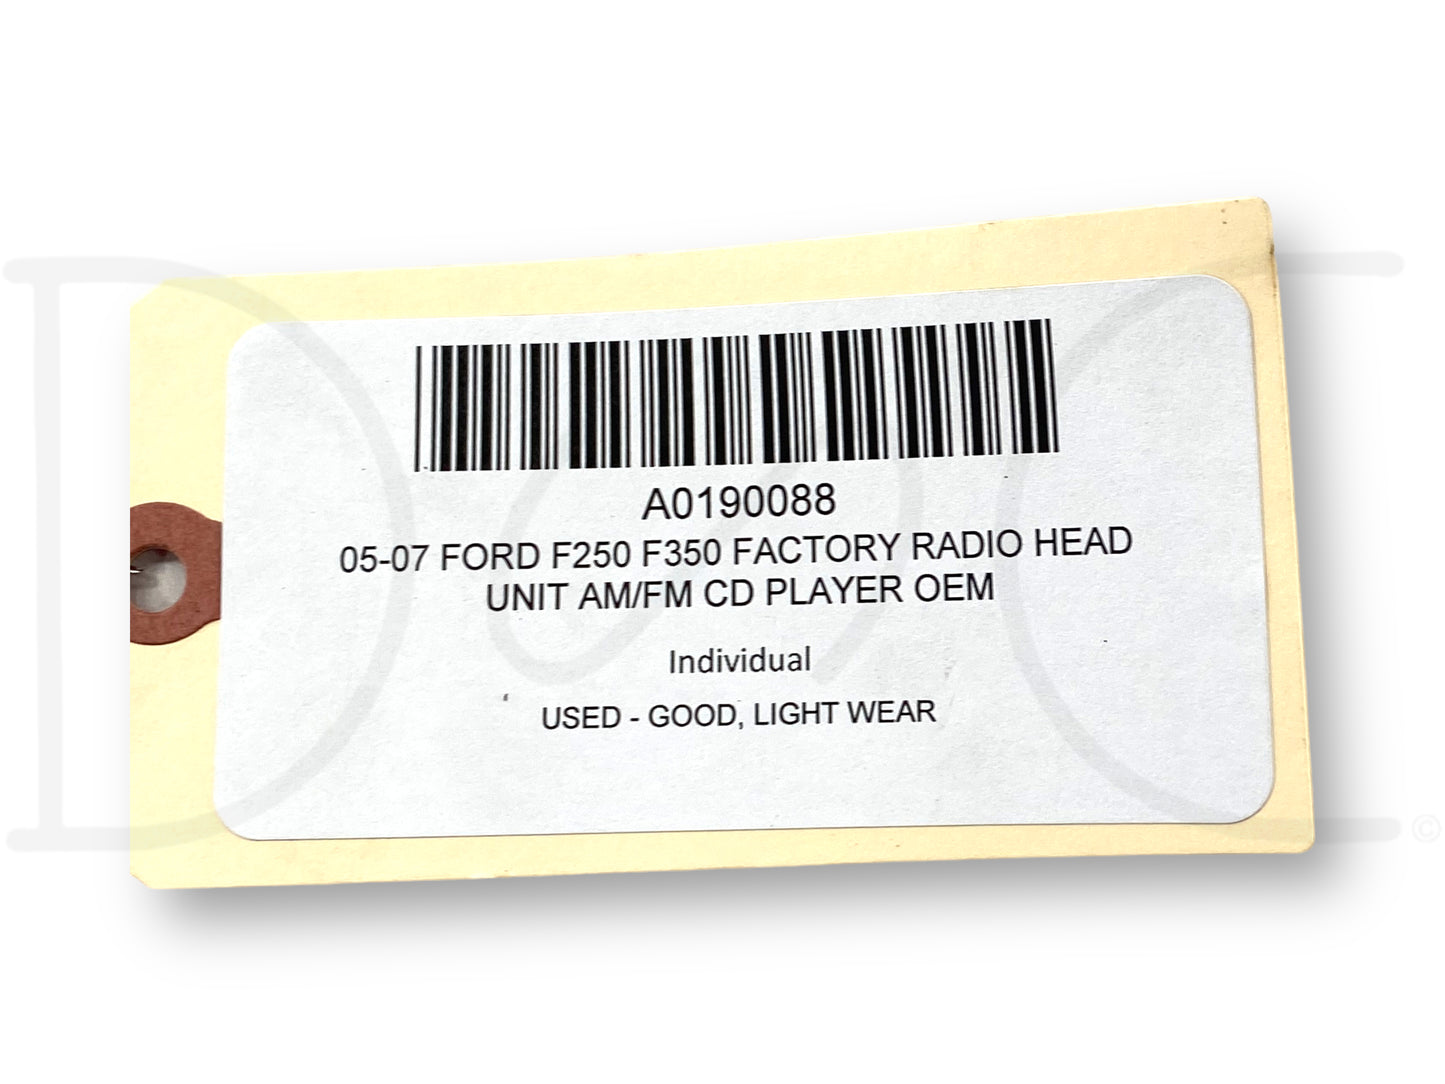 A0190088
05-07 FORD F250 F350 FACTORY RADIO HEAD
UNIT AM/FM CD PLAYER OEM
Individual
USED - GOOD, LIGHT WEAR
©